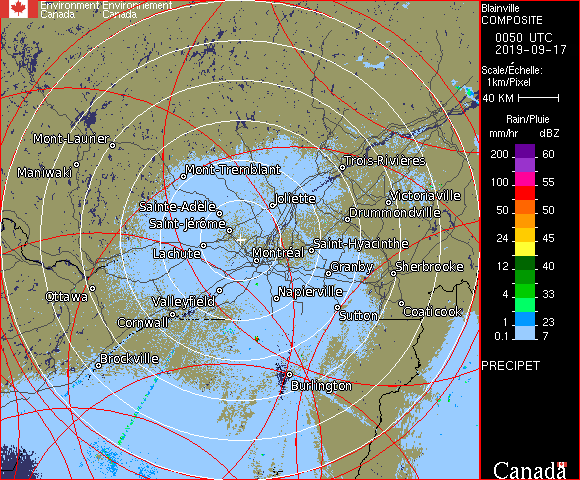 Environment Environnement
Canada Canada
Blainville
COMPOSITE
0050 UTC
2019-09-17
Scale/Échelle:
1km/Pixel
40 KM
Rain/Pluie
mm/hr dBZ
200 60
100 55
50 50
24 45
12 40
4 33
1 23
0.1 7
PRECIPET
Mont-Laurier
Maniwaki
Mont-Tremblant
Trois-Rivières
Joliette
Victoriaville
Sainte-Adèle
Drummondville
Saint-Jérôme
Lachute
Montréal
Saint-Hyacinthe
Granby
Sherbrooke
Ottawa
Valleyfield
Napierville
Coaticook
Cornwall
Sutton
Brockville
Burlington
Canada